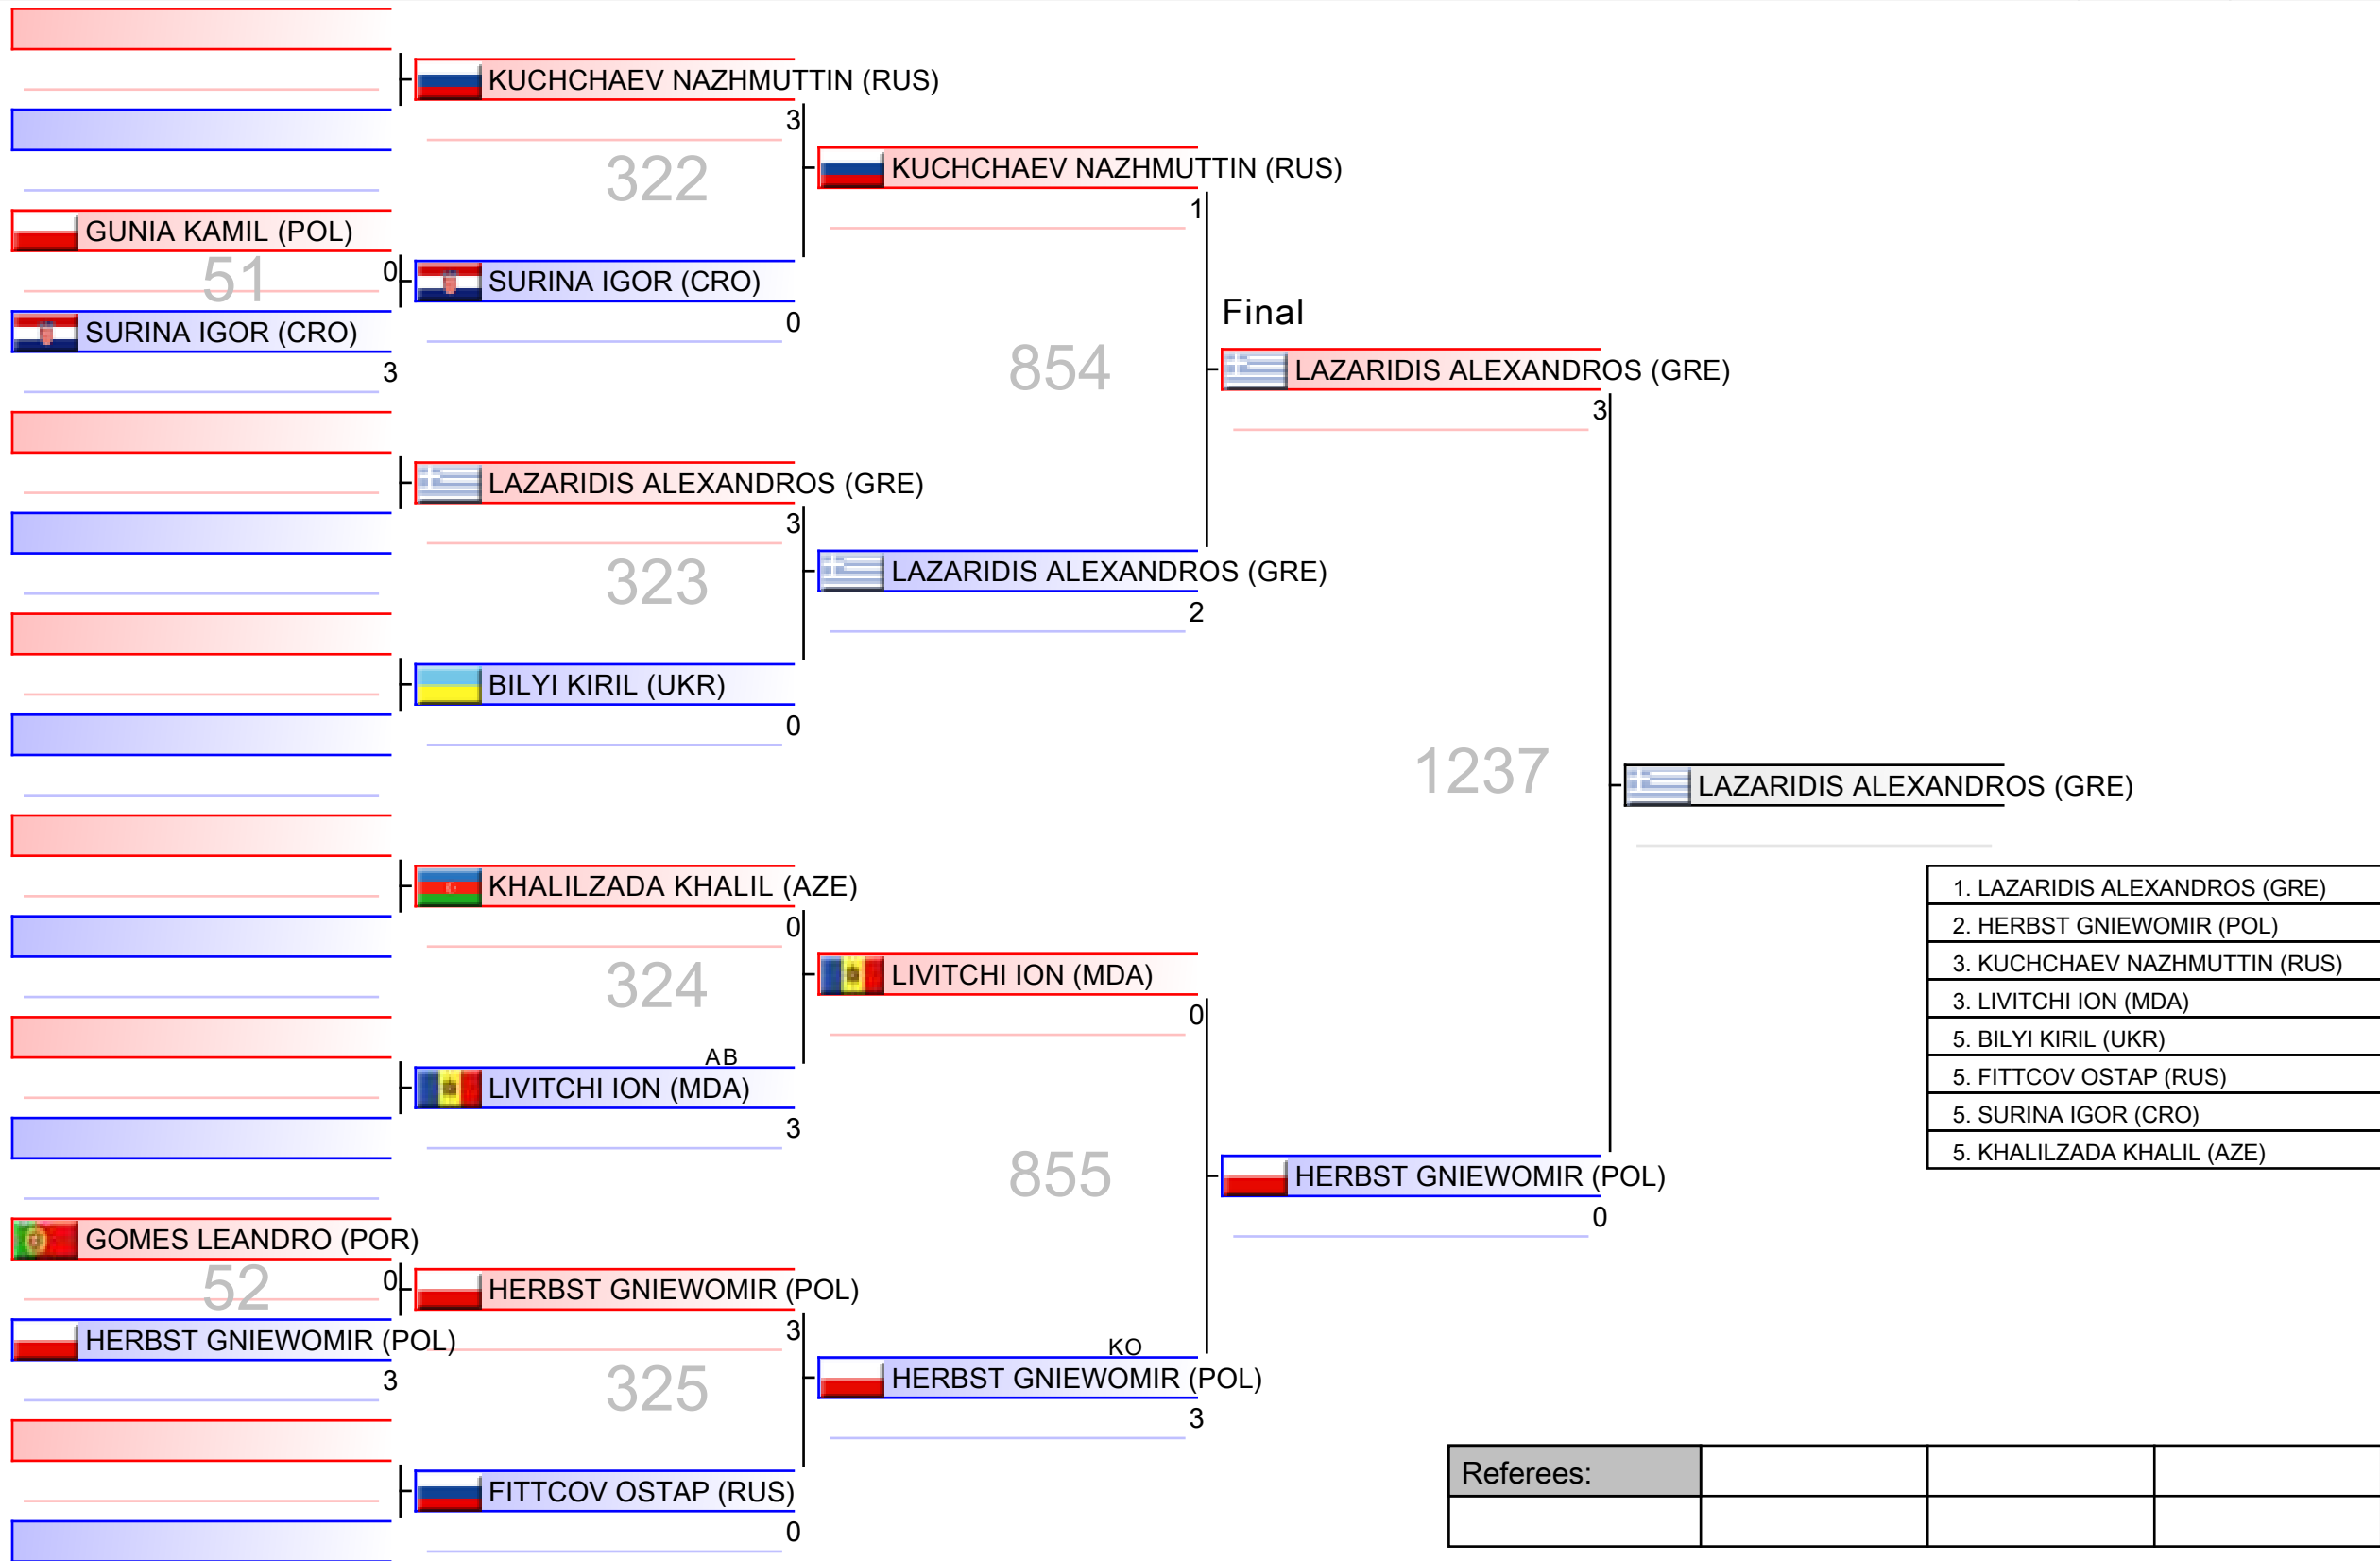 KUCHCHAEV NAZHMUTTIN (RUS)
3
322
KUCHCHAEV NAZHMUTTIN (RUS)
1
GUNIA KAMIL (POL)
51
0
SURINA IGOR (CRO)
0
SURINA IGOR (CRO)
3
Final
854
LAZARIDIS ALEXANDROS (GRE)
3
LAZARIDIS ALEXANDROS (GRE)
3
323
LAZARIDIS ALEXANDROS (GRE)
2
BILYI KIRIL (UKR)
0
1237
LAZARIDIS ALEXANDROS (GRE)
KHALILZADA KHALIL (AZE)
0
324
LIVITCHI ION (MDA)
0
AB
LIVITCHI ION (MDA)
3
1. LAZARIDIS ALEXANDROS (GRE)
2. HERBST GNIEWOMIR (POL)
3. KUCHCHAEV NAZHMUTTIN (RUS)
3. LIVITCHI ION (MDA)
5. BILYI KIRIL (UKR)
5. FITTCOV OSTAP (RUS)
5. SURINA IGOR (CRO)
5. KHALILZADA KHALIL (AZE)
855
HERBST GNIEWOMIR (POL)
0
GOMES LEANDRO (POR)
52
0
HERBST GNIEWOMIR (POL)
3
HERBST GNIEWOMIR (POL)
3
325
KO
HERBST GNIEWOMIR (POL)
3
FITTCOV OSTAP (RUS)
0
Referees: